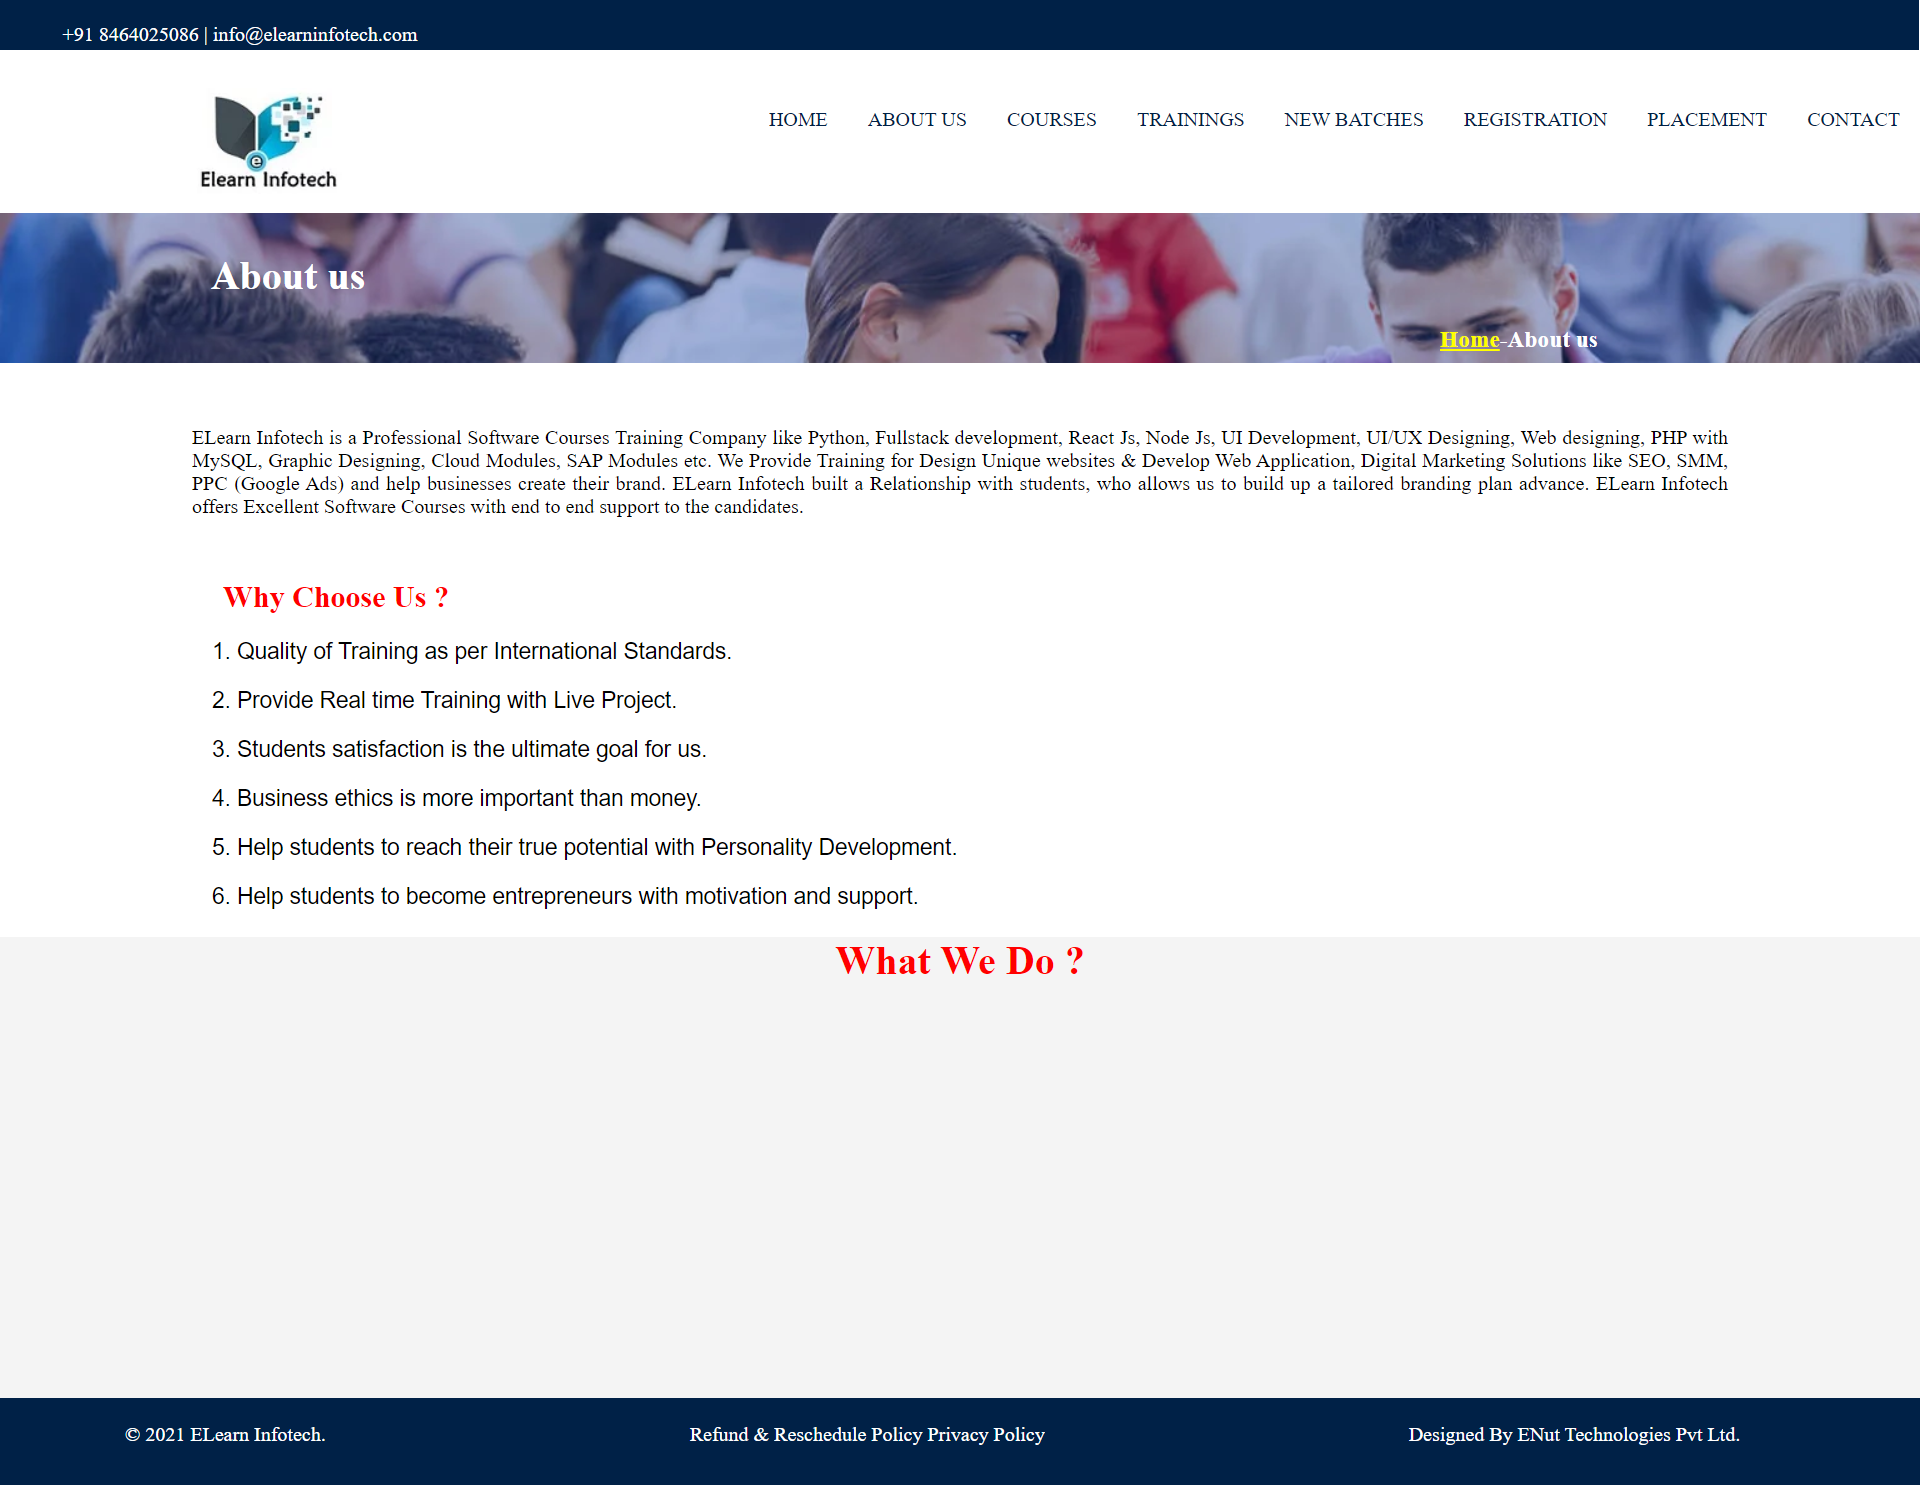 +91 8464025086 | info@elearninfotech.com
e
Elearn Infotech
HOME ABOUT US COURSES TRAININGS NEW BATCHES REGISTRATION PLACEMENT CONTACT
About us
Home-About us
ELearn Infotech is a Professional Software Courses Training Company like Python, Fullstack development, React Js, Node Js, UI Development, UI/UX Designing, Web designing, PHP with
MySQL, Graphic Designing, Cloud Modules, SAP Modules etc. We Provide Training for Design Unique websites & Develop Web Application, Digital Marketing Solutions like SEO, SMM,
PPC (Google Ads) and help businesses create their brand. ELearn Infotech built a Relationship with students, who allows us to build up a tailored branding plan advance. ELearn Infotech
offers Excellent Software Courses with end to end support to the candidates.
Why Choose Us ?
1. Quality of Training as per International Standards.
2. Provide Real time Training with Live Project.
3. Students satisfaction is the ultimate goal for us.
4. Business ethics is more important than money.
5. Help students to reach their true potential with Personality Development.
6. Help students to become entrepreneurs with motivation and support.
What We Do ?
© 2021 ELearn Infotech. Refund & Reschedule Policy Privacy Policy Designed By ENut Technologies Pvt Ltd.